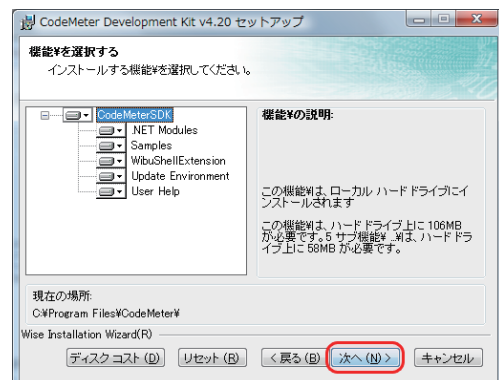 CodeMeter Development Kit v4.20 セットアップ
機能¥を選択する
インストールする機能¥を選択してください。
CodeMeterSDK
.NET Modules
Samples
WibuShellExtension
Update Environment
User Help
機能¥の説明:
この機能¥は、ローカル ハード ドライブにイ
ンストールされます
この機能¥は、ハード ドライブ上に 106MB
が必要です。5 サブ機能¥ ..¥は、ハード ドラ
イブ上に 58MB が必要です。
現在の場所:
C:¥Program Files¥CodeMeter¥
Wise Installation Wizard(R)
ディスク コスト (D) リセット (R) < 戻る (B) 次へ (N) > キャンセル